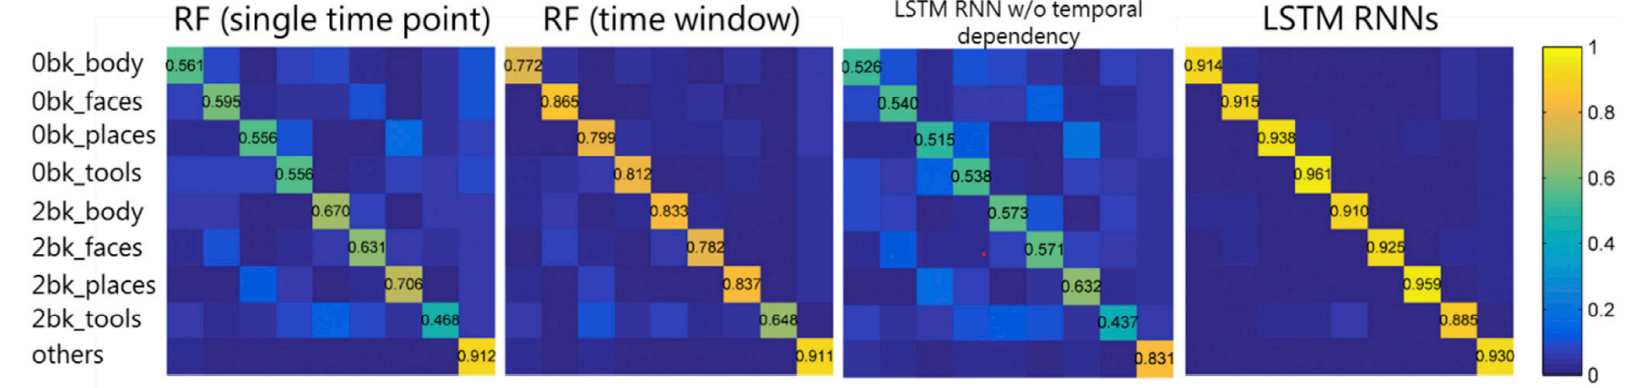 RF (single time point) RF (time window) LSTM RNN w/o temporal dependency LSTM RNNs
0bk_body 0.561 0.772 0.526 0.914 1
0bk_faces 0.595 0.865 0.540 0.915
0bk_places 0.556 0.799 0.515 0.938 0.8
0bk_tools 0.556 0.812 0.538 0.961 0.6
2bk_body 0.670 0.833 0.573 0.910
2bk_faces 0.631 0.782 0.571 0.925 0.4
2bk_places 0.706 0.837 0.632 0.959
2bk_tools 0.468 0.648 0.437 0.885 0.2
others 0.912 0.911 0.831 0.930 0